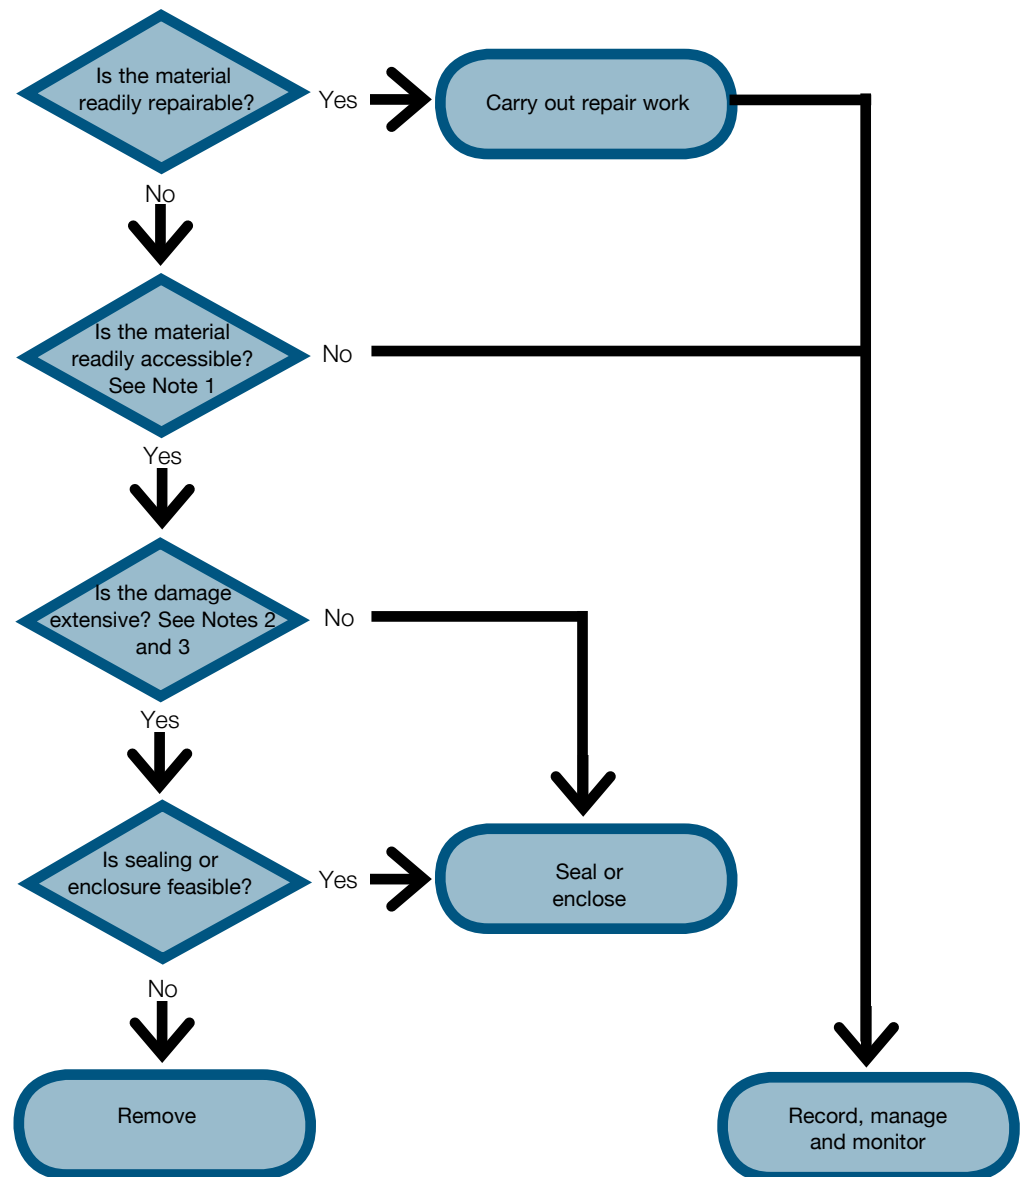 Is the material
readily repairable?
Yes
Carry out repair work
No
Is the material
readily accessible?
See Note 1
No
Yes
Is the damage
extensive? See Notes 2
and 3
No
Yes
Is sealing or
enclosure feasible?
Yes
Seal or
enclose
No
Remove
Record, manage
and monitor